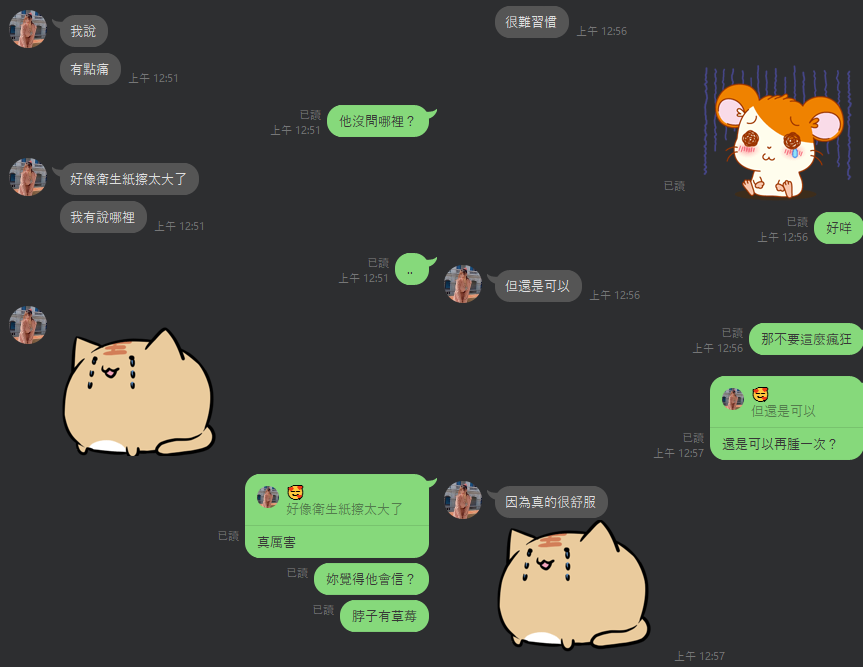 我說
有點痛
上午 12:51
已讀
上午 12:51
他沒問哪裡？
好像衛生紙擦太大了
我有說哪裡
上午 12:51
已讀
上午 12:51
..
好像衛生紙擦太大了
已讀
真厲害
已讀
妳覺得他會信？
已讀
脖子有草莓
很難習慣
上午 12:56
已讀
已讀
上午 12:56
好咩
但還是可以
上午 12:56
已讀
上午 12:56
那不要這麼瘋狂
但還是可以
已讀
上午 12:57
還是可以再腫一次？
因為真的很舒服
上午 12:57